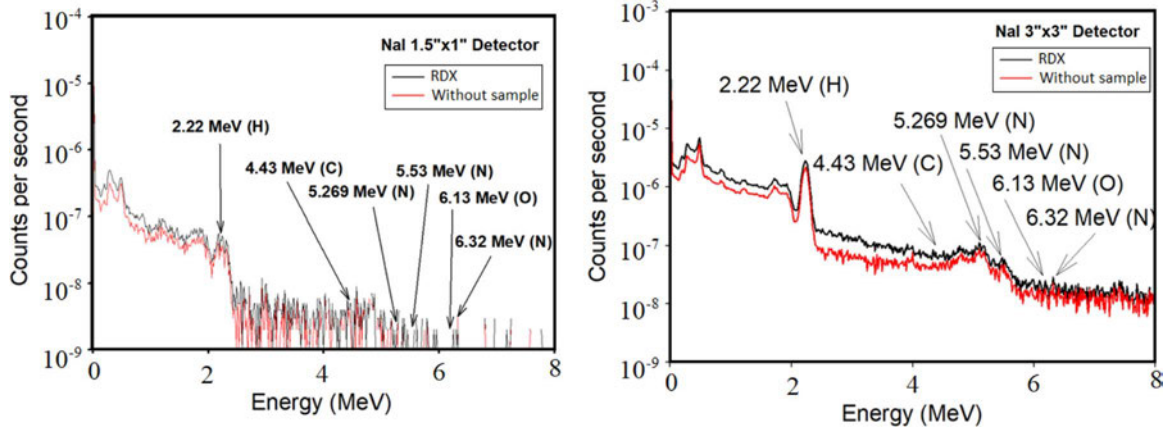 10⁻⁴
10⁻⁵
10⁻⁶
10⁻⁷
10⁻⁸
10⁻⁹
Counts per second
NaI 1.5"x1" Detector
RDX
Without sample
2.22 MeV (H)
4.43 MeV (C)
5.269 MeV (N)
5.53 MeV (N)
6.13 MeV (O)
6.32 MeV (N)
0 2 4 6 8
Energy (MeV)
10⁻³
10⁻⁴
10⁻⁵
10⁻⁶
10⁻⁷
10⁻⁸
10⁻⁹
Counts per second
NaI 3"x3" Detector
RDX
Without sample
2.22 MeV (H)
4.43 MeV (C)
5.269 MeV (N)
5.53 MeV (N)
6.13 MeV (O)
6.32 MeV (N)
0 2 4 6 8
Energy (MeV)